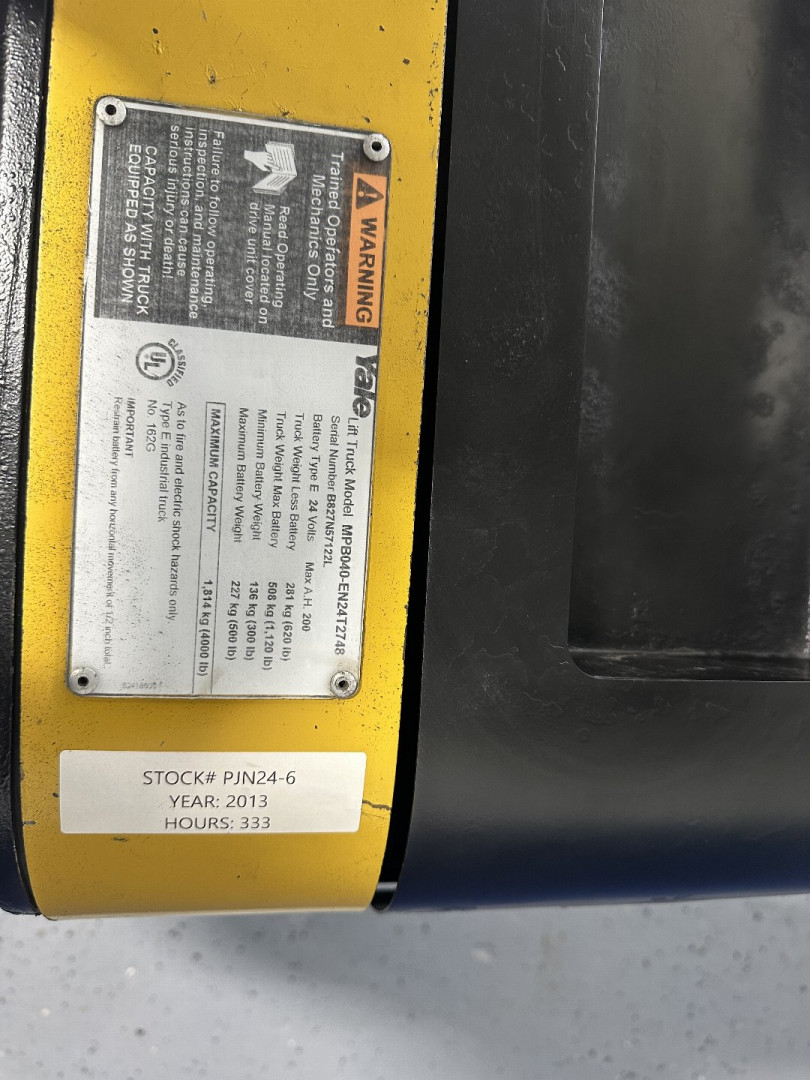 ⚠ WARNING
Trained Operators and
Mechanics Only
Read Operating
Manual located on
drive unit cover
Failure to follow operating,
inspection and maintenance
instructions can cause
serious injury or death!
CAPACITY WITH TRUCK
EQUIPPED AS SHOWN
Yale Lift Truck Model MPB040-EN24T2748
Serial Number B827N57122L
Battery Type E 24 Volts Max A.H. 200
Truck Weight Less Battery 281 kg (620 lb)
Truck Weight Max Battery 508 kg (1,120 lb)
Minimum Battery Weight 136 kg (300 lb)
Maximum Battery Weight 227 kg (500 lb)
MAXIMUM CAPACITY 1,814 kg (4000 lb)
CLASSIFIED
UL
As to fire and electric shock hazards only.
Type E industrial truck
No. 162G
IMPORTANT
Restrain battery from any horizontal movement of 1/2 inch total.
STOCK# PJN24-6
YEAR: 2013
HOURS: 333